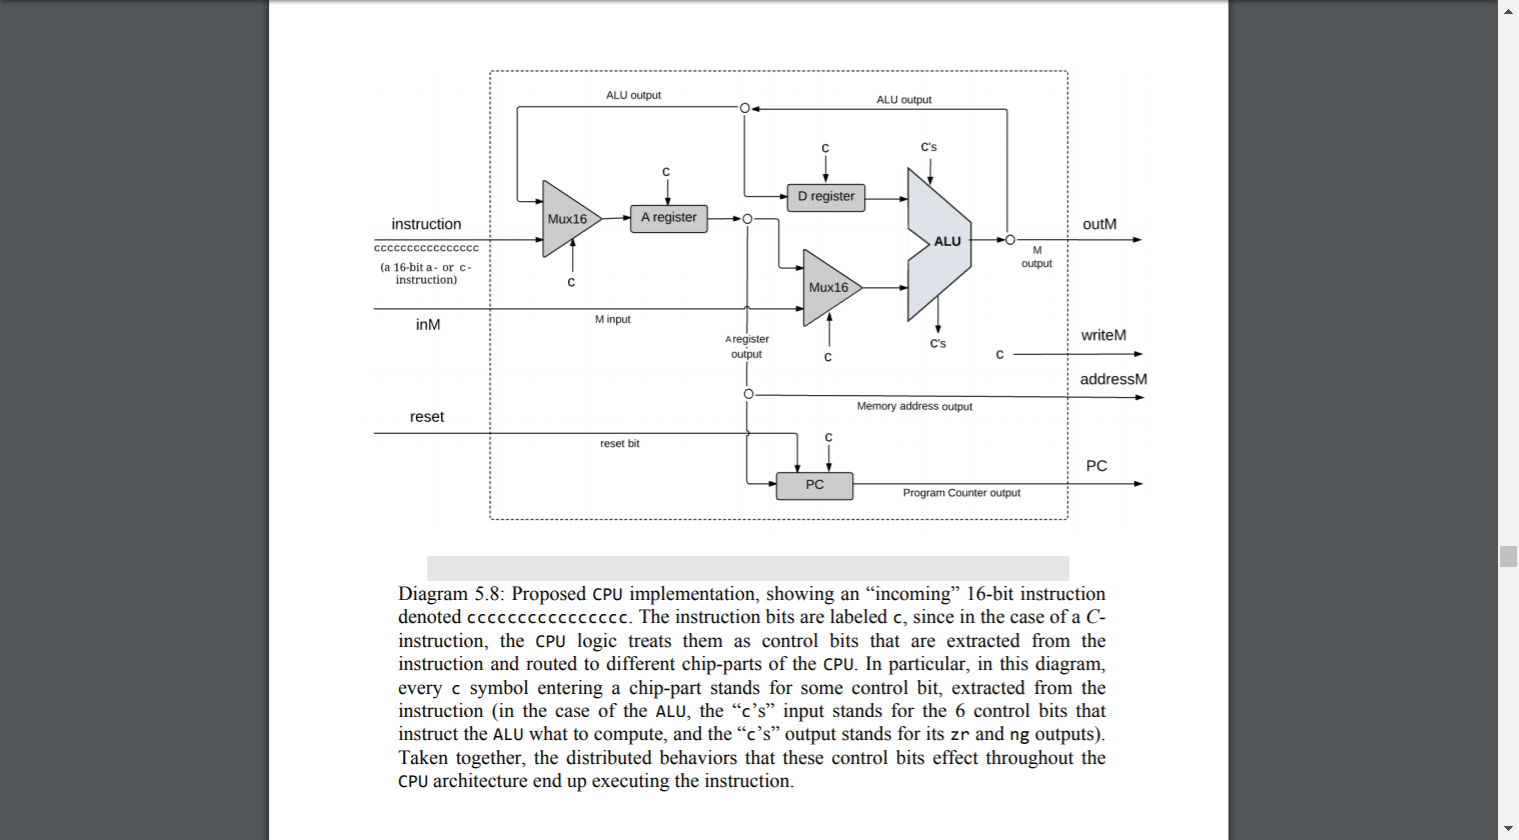 ALU output
ALU output
c
C's
c
D register
instruction
Mux16
A register
outM
cccccccccccccccc
ALU
M
output
(a 16-bit a- or c-
instruction)
c
Mux16
inM
M input
A register
output
c
C's
c
writeM
addressM
Memory address output
reset
reset bit
c
PC
PC
Program Counter output
Diagram 5.8: Proposed CPU implementation, showing an “incoming” 16-bit instruction
denoted cccccccccccccccc. The instruction bits are labeled c, since in the case of a C-
instruction, the CPU logic treats them as control bits that are extracted from the
instruction and routed to different chip-parts of the CPU. In particular, in this diagram,
every c symbol entering a chip-part stands for some control bit, extracted from the
instruction (in the case of the ALU, the “c’s” input stands for the 6 control bits that
instruct the ALU what to compute, and the “c’s” output stands for its zr and ng outputs).
Taken together, the distributed behaviors that these control bits effect throughout the
CPU architecture end up executing the instruction.